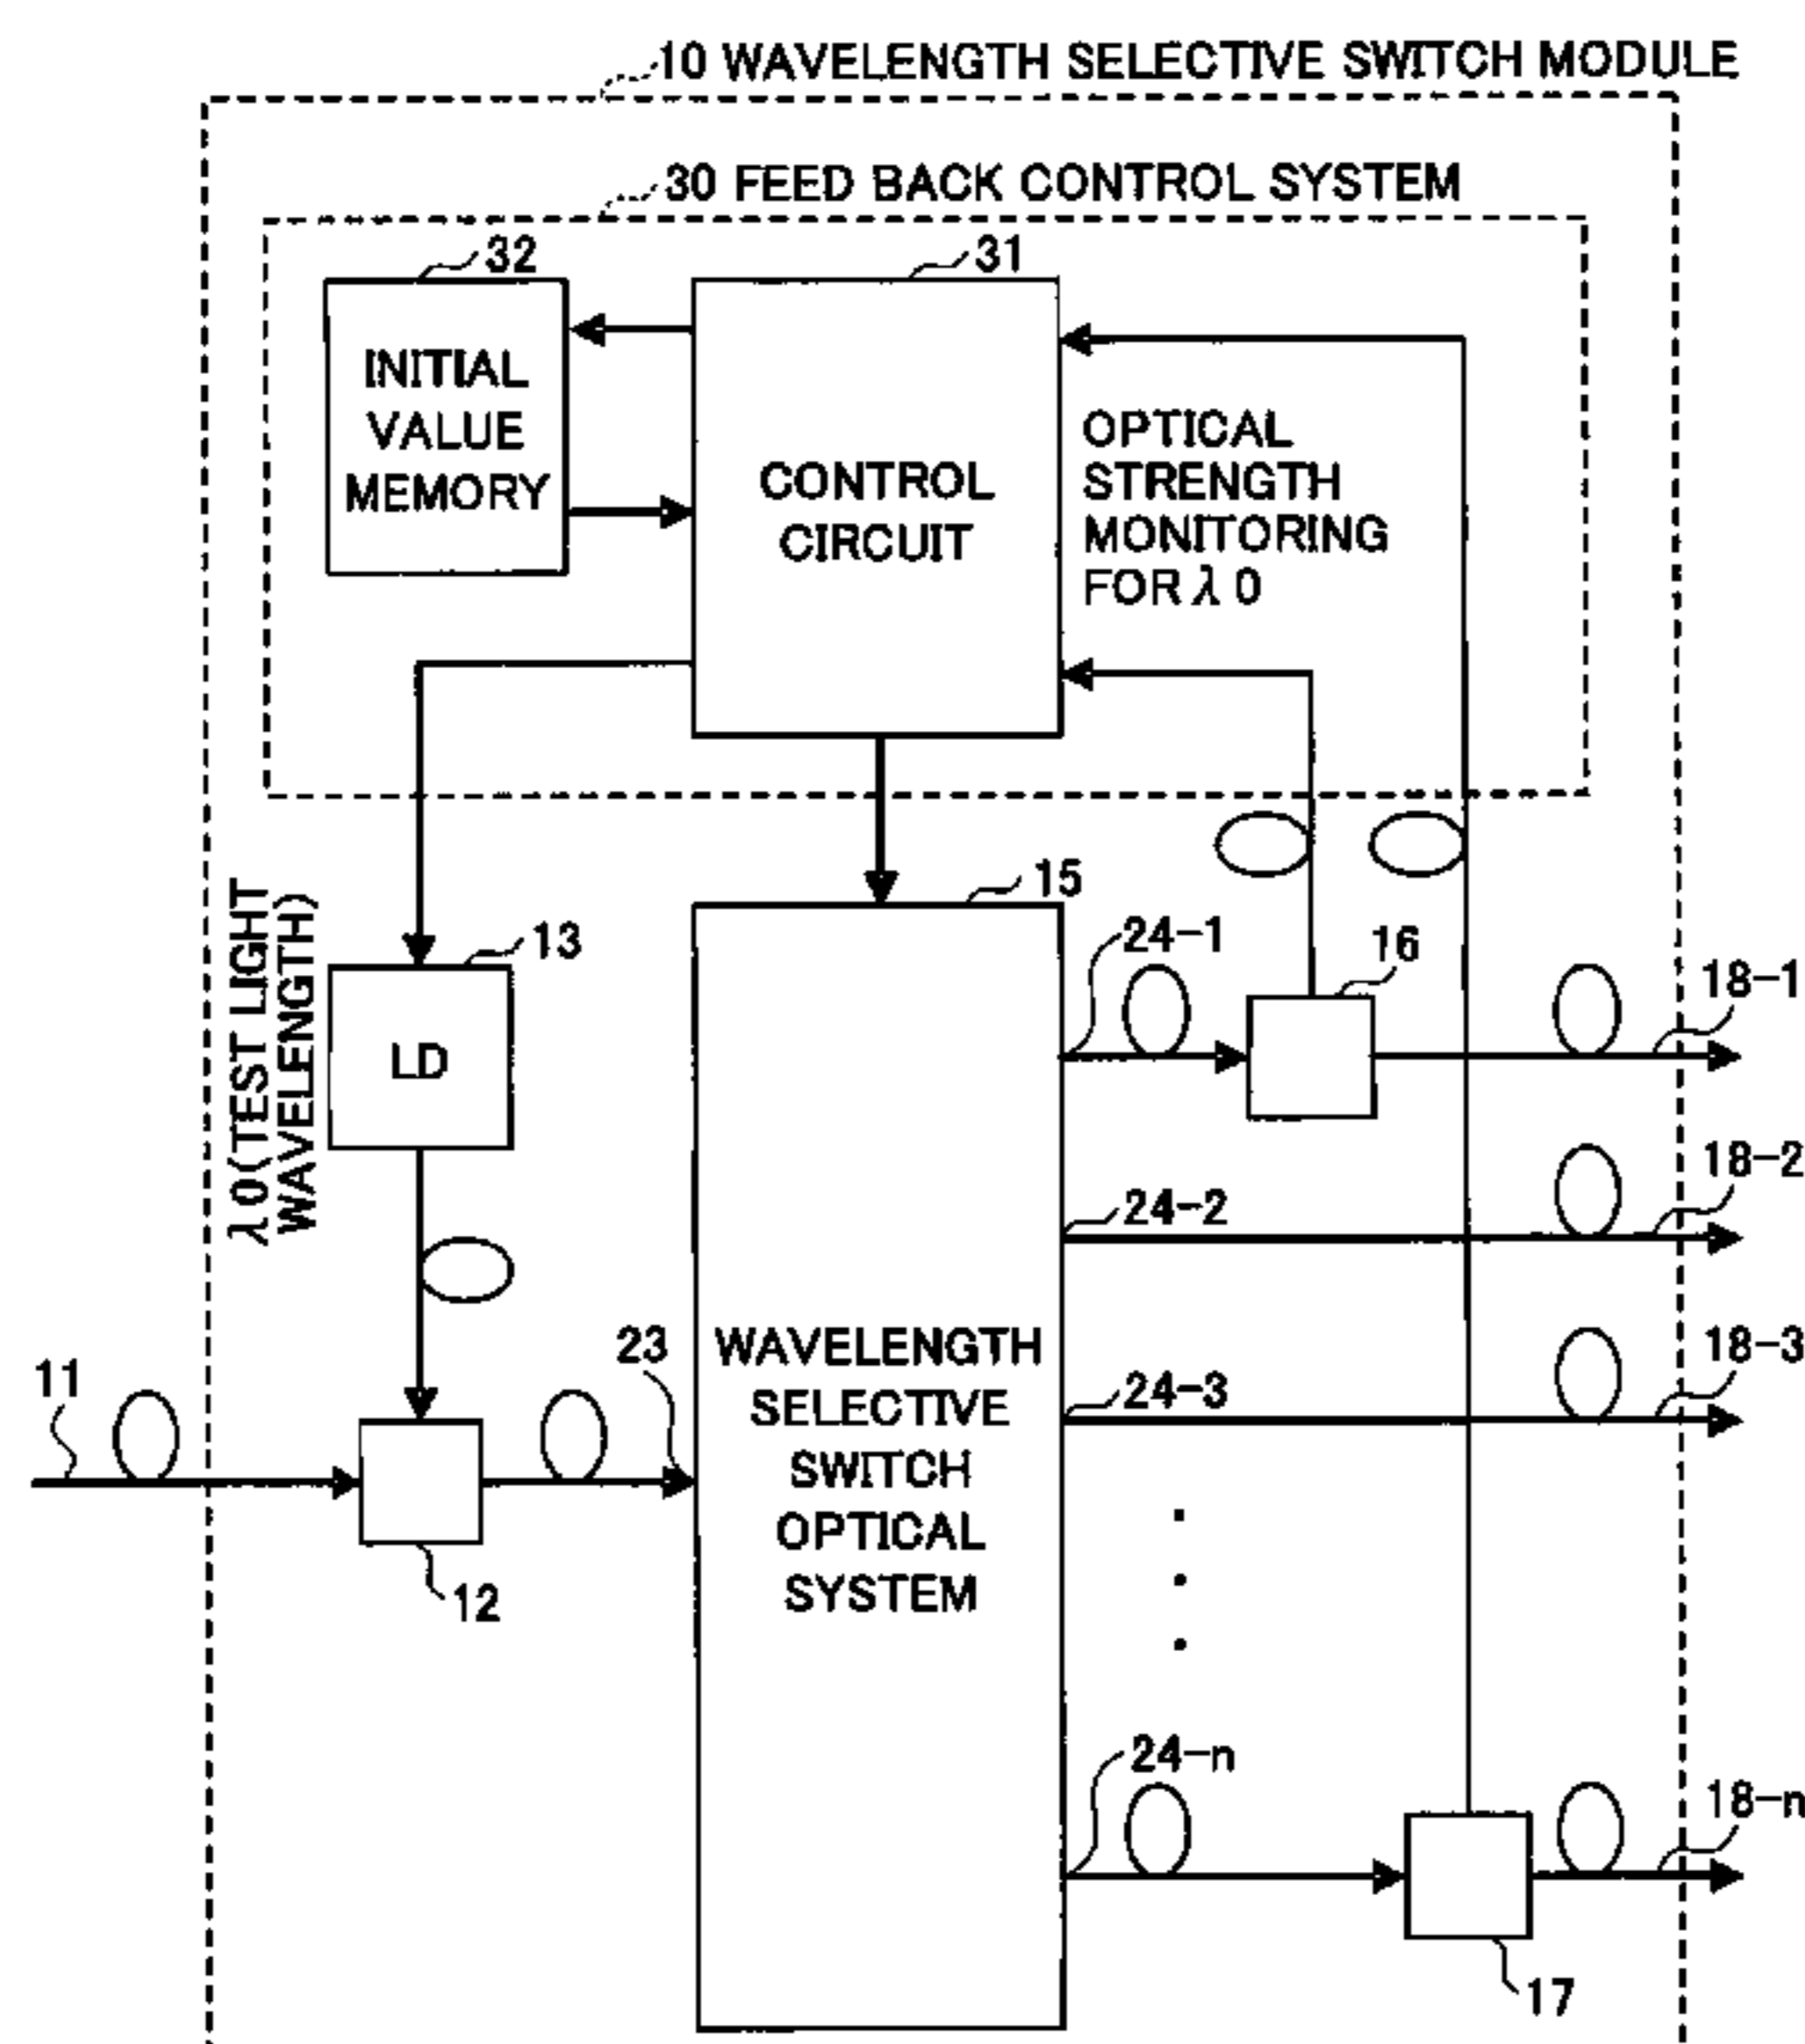 10 WAVELENGTH SELECTIVE SWITCH MODULE
30 FEED BACK CONTROL SYSTEM
32
31
INITIAL
VALUE
MEMORY
CONTROL
CIRCUIT
OPTICAL
STRENGTH
MONITORING
FOR λ 0
λ 0(TEST LIGHT
WAVELENGTH)
13
LD
15
24-1
16
18-1
24-2
18-2
11
23
WAVELENGTH
SELECTIVE
SWITCH
OPTICAL
SYSTEM
24-3
18-3
12
24-n
18-n
17